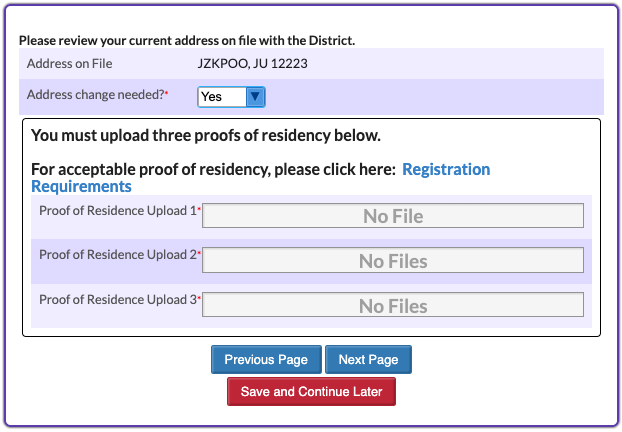 Please review your current address on file with the District.
Address on File JZKPOO, JU 12223
Address change needed?* Yes
You must upload three proofs of residency below.
For acceptable proof of residency, please click here: Registration
Requirements
Proof of Residence Upload 1* No File
Proof of Residence Upload 2* No Files
Proof of Residence Upload 3* No Files
Previous Page Next Page
Save and Continue Later